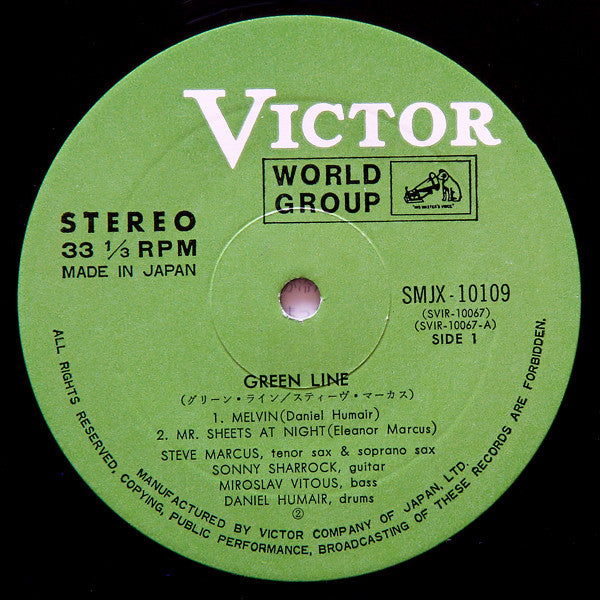 VICTOR
WORLD
GROUP
"HIS MASTER'S VOICE"
STEREO
33 1/3 RPM
MADE IN JAPAN
SMJX-10109
(SVIR-10067)
(SVIR-10067-A)
SIDE 1
GREEN LINE
(グリーン・ライン/スティーヴ・マーカス)
1. MELVIN (Daniel Humair)
2. MR. SHEETS AT NIGHT (Eleanor Marcus)
STEVE MARCUS, tenor sax & soprano sax
SONNY SHARROCK, guitar
MIROSLAV VITOUS, bass
DANIEL HUMAIR, drums
②
MANUFACTURED BY VICTOR COMPANY OF JAPAN, LTD.
ALL RIGHTS RESERVED, COPYING, PUBLIC PERFORMANCE, BROADCASTING OF THESE RECORDS ARE FORBIDDEN.